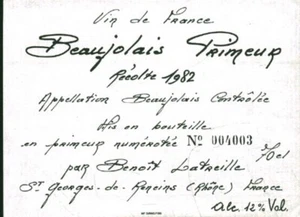 Vin de France
Beaujolais Primeur
Récolte 1982
Appellation Beaujolais Contrôlée
Mis en bouteille
en primeur numérotée Nº 004003
70cl
par Benoît Latreille
St Georges-de-Reneins (Rhône) France
Alc. 12% Vol.